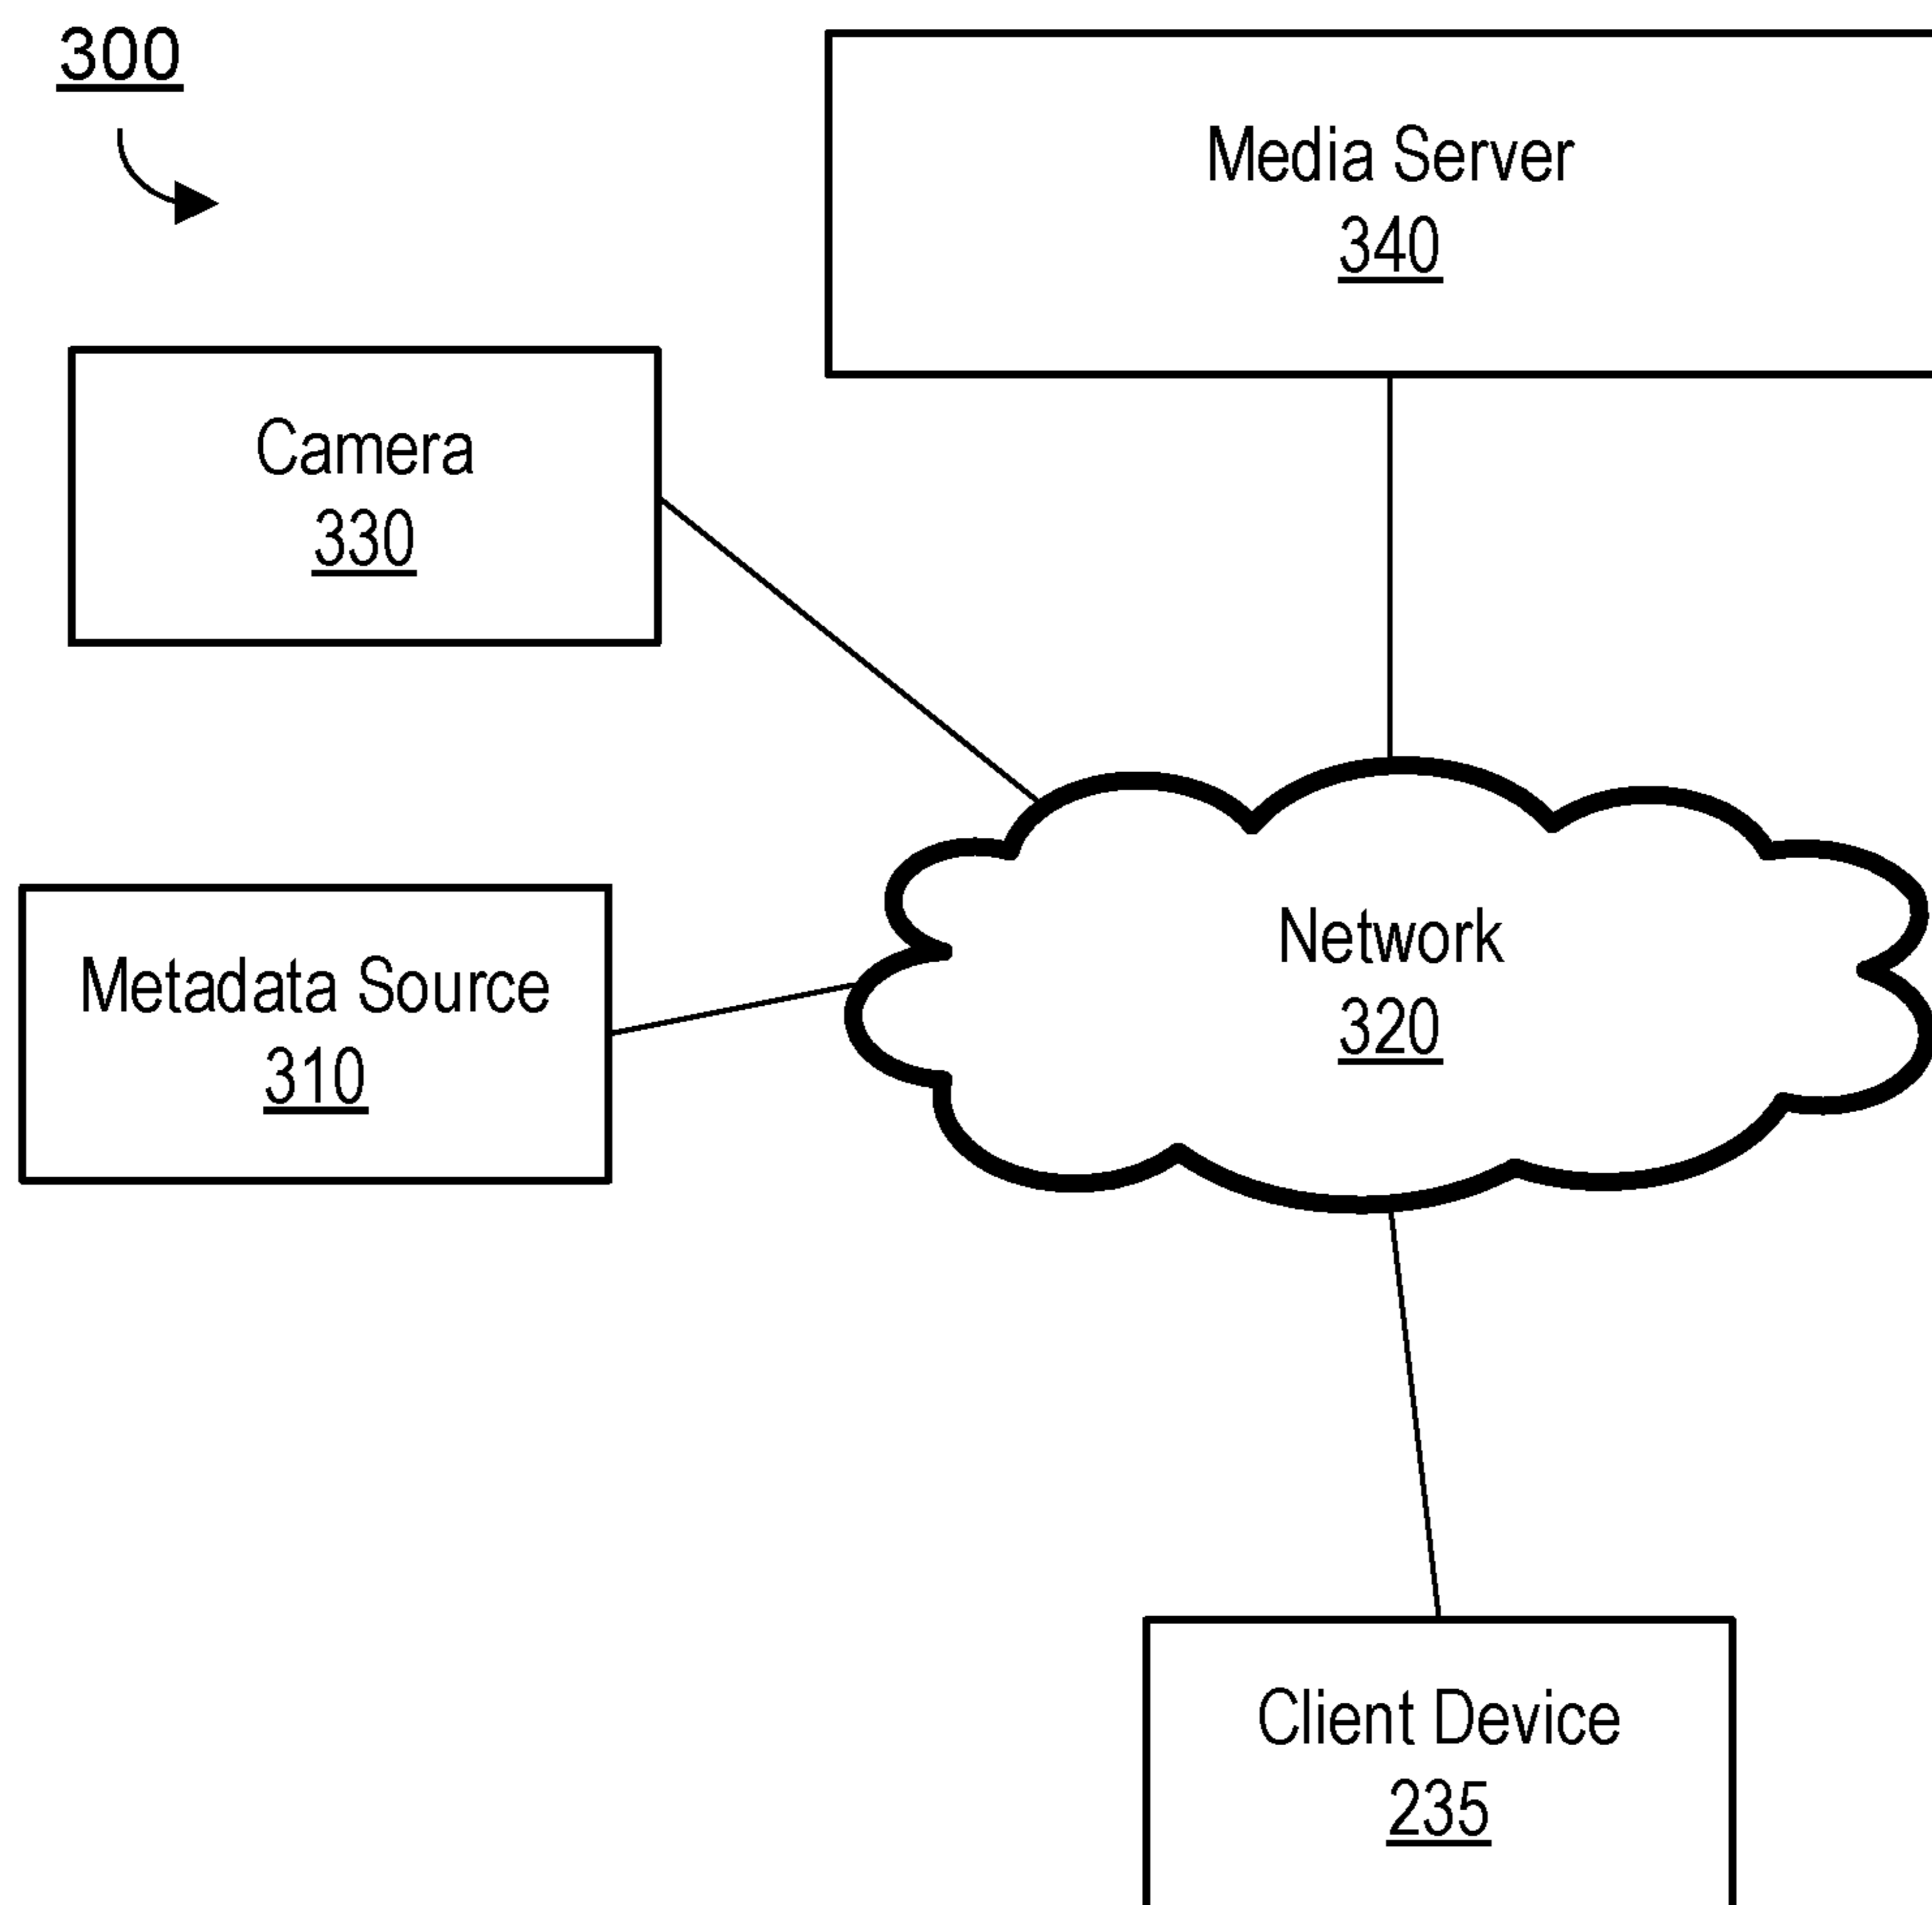 300
Media Server
340
Camera
330
Network
320
Metadata Source
310
Client Device
235